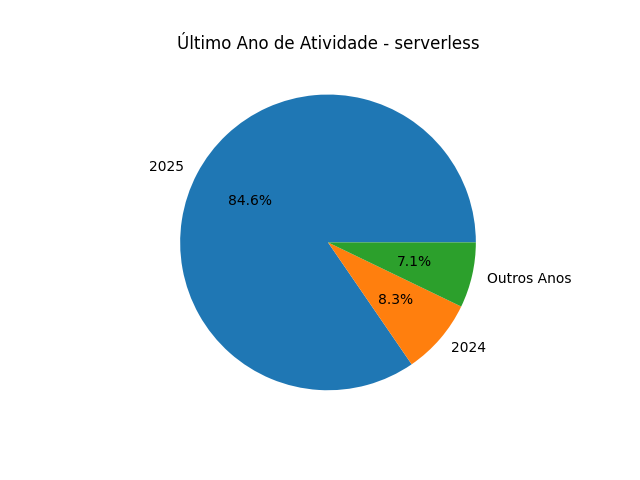 Último Ano de Atividade - serverless
2025
84.6%
7.1%
Outros Anos
8.3%
2024